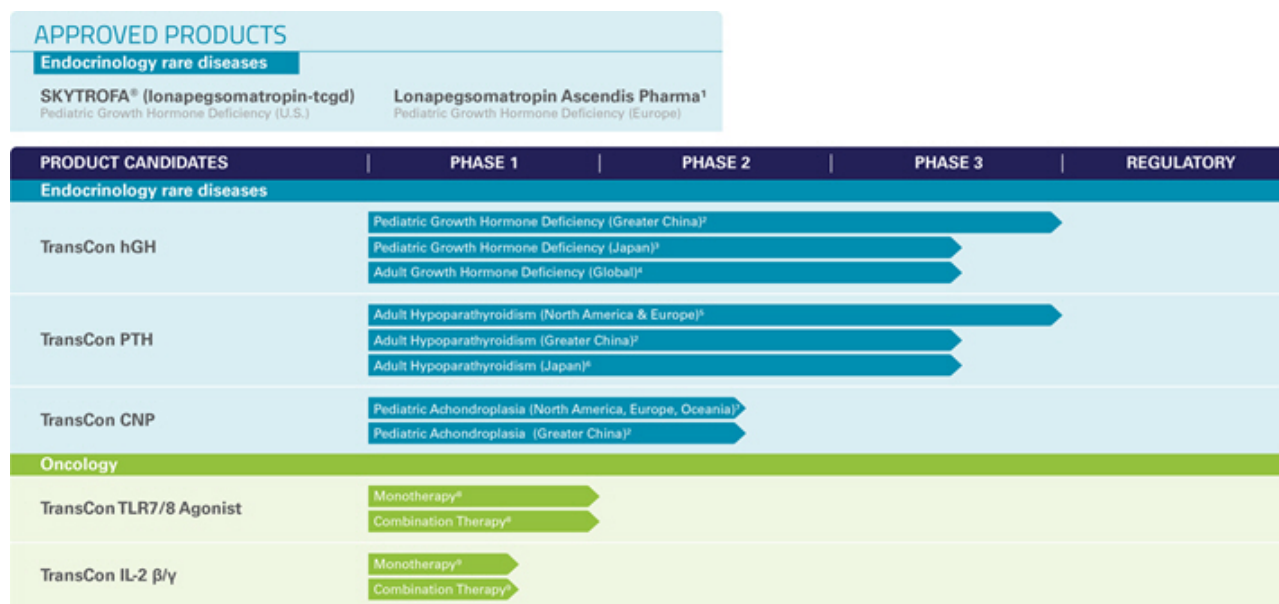 APPROVED PRODUCTS
Endocrinology rare diseases
SKYTROFA® (lonapegsomatropin-tcgd)
Pediatric Growth Hormone Deficiency (U.S.)
Lonapegsomatropin Ascendis Pharma¹
Pediatric Growth Hormone Deficiency (Europe)
PRODUCT CANDIDATES | PHASE 1 | PHASE 2 | PHASE 3 | REGULATORY
Endocrinology rare diseases
TransCon hGH
Pediatric Growth Hormone Deficiency (Greater China)²
Pediatric Growth Hormone Deficiency (Japan)³
Adult Growth Hormone Deficiency (Global)⁴
TransCon PTH
Adult Hypoparathyroidism (North America & Europe)⁵
Adult Hypoparathyroidism (Greater China)²
Adult Hypoparathyroidism (Japan)⁶
TransCon CNP
Pediatric Achondroplasia (North America, Europe, Oceania)⁷
Pediatric Achondroplasia (Greater China)²
Oncology
TransCon TLR7/8 Agonist
Monotherapy⁸
Combination Therapy⁸
TransCon IL-2 β/γ
Monotherapy⁹
Combination Therapy⁹